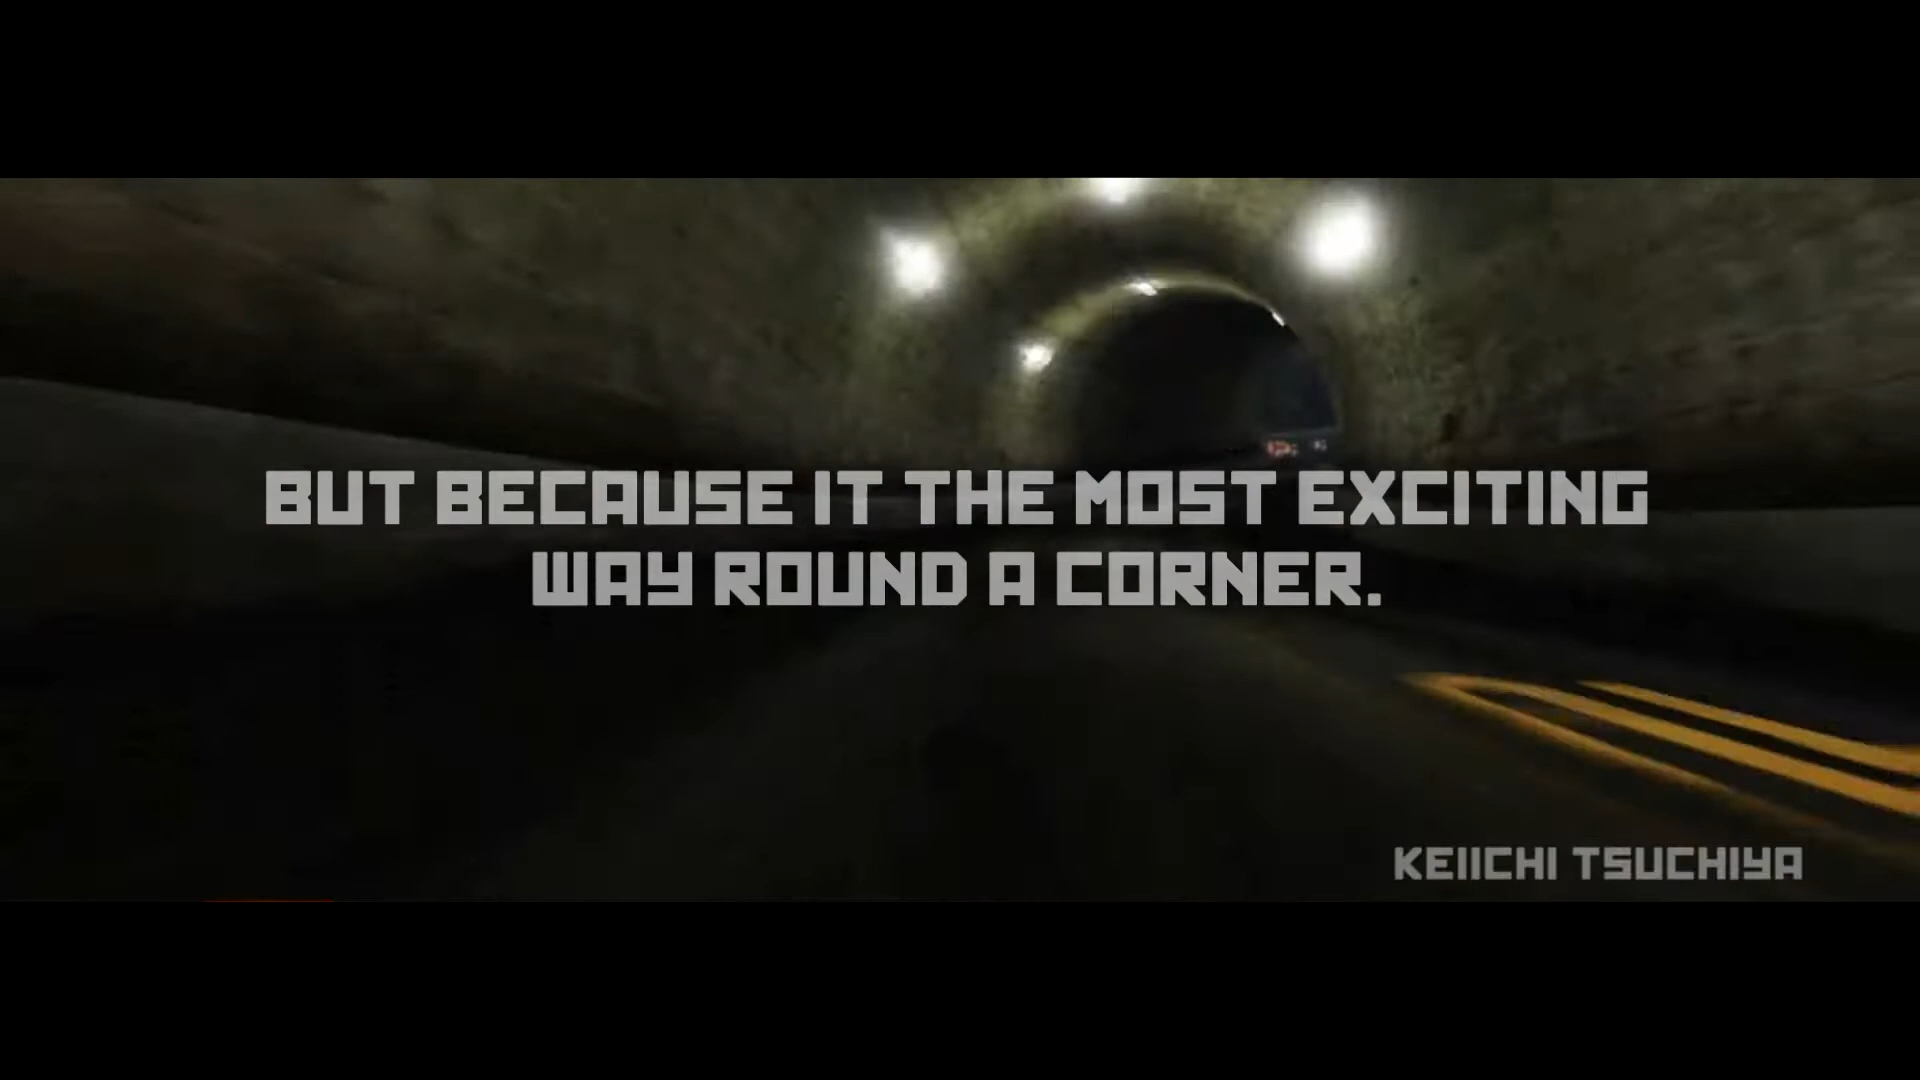 BUT BECAUSE IT THE MOST EXCITING
WAY ROUND A CORNER.
KEIICHI TSUCHIYA